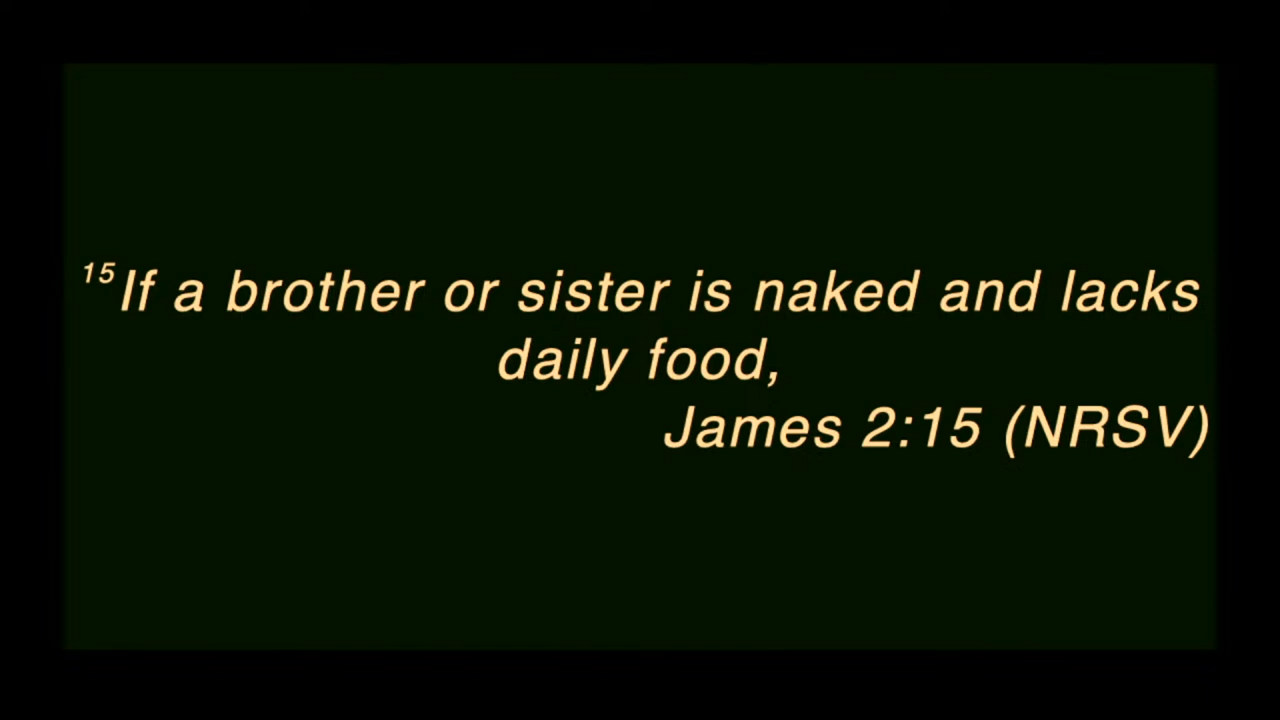 15If a brother or sister is naked and lacks
daily food,
James 2:15 (NRSV)